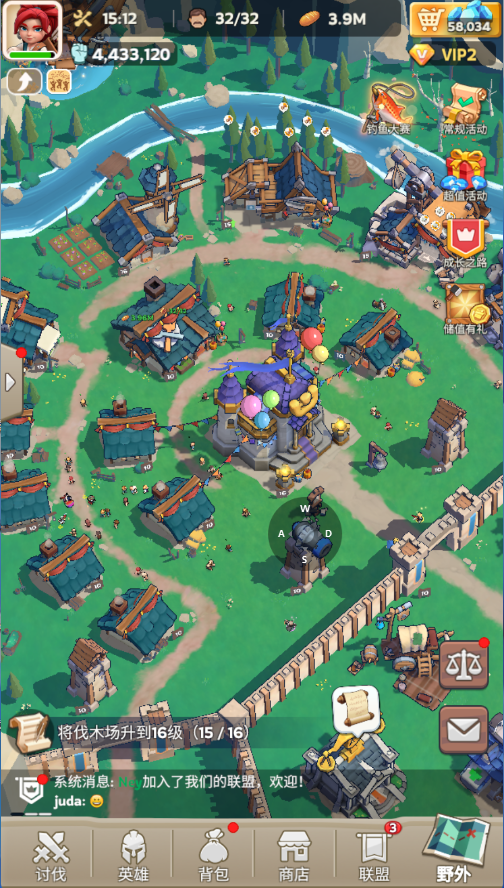 15:12
32/32
3.9M
58,034
4,433,120
VIP2
钓鱼大赛
常规活动
超值活动
成长之路
储值有礼
W
A D
S
将伐木场升到16级（15 / 16）
系统消息: 加入了我们的联盟，欢迎！
juda:
讨伐
英雄
背包
商店
3
联盟
野外